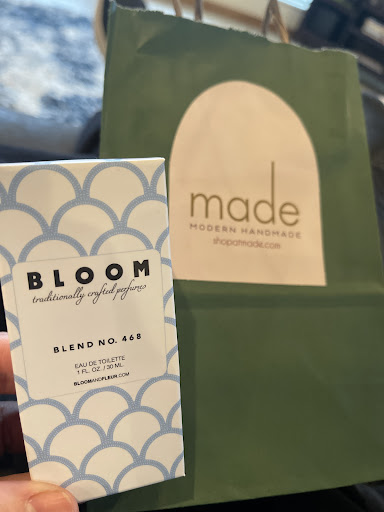 made
MODERN HANDMADE
shopatmade.com
BLOOM
traditionally crafted perfumes
BLEND NO. 468
EAU DE TOILETTE
1 FL. OZ. / 30 ML
BLOOMANDFLEUR.COM